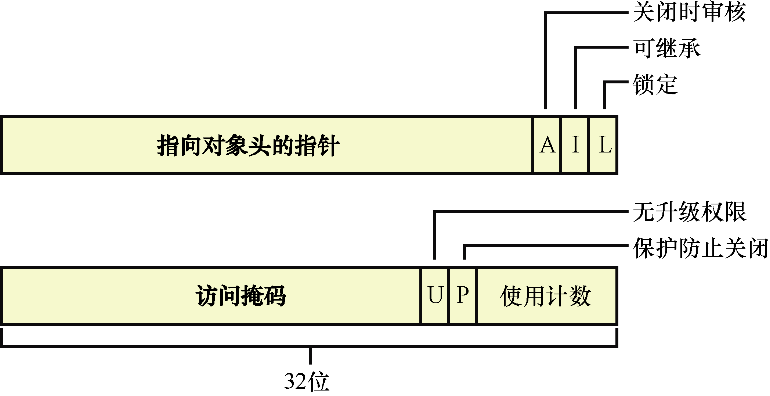 关闭时审核
可继承
锁定
指向对象头的指针 A I L
无升级权限
保护防止关闭
访问掩码 U P 使用计数
32位